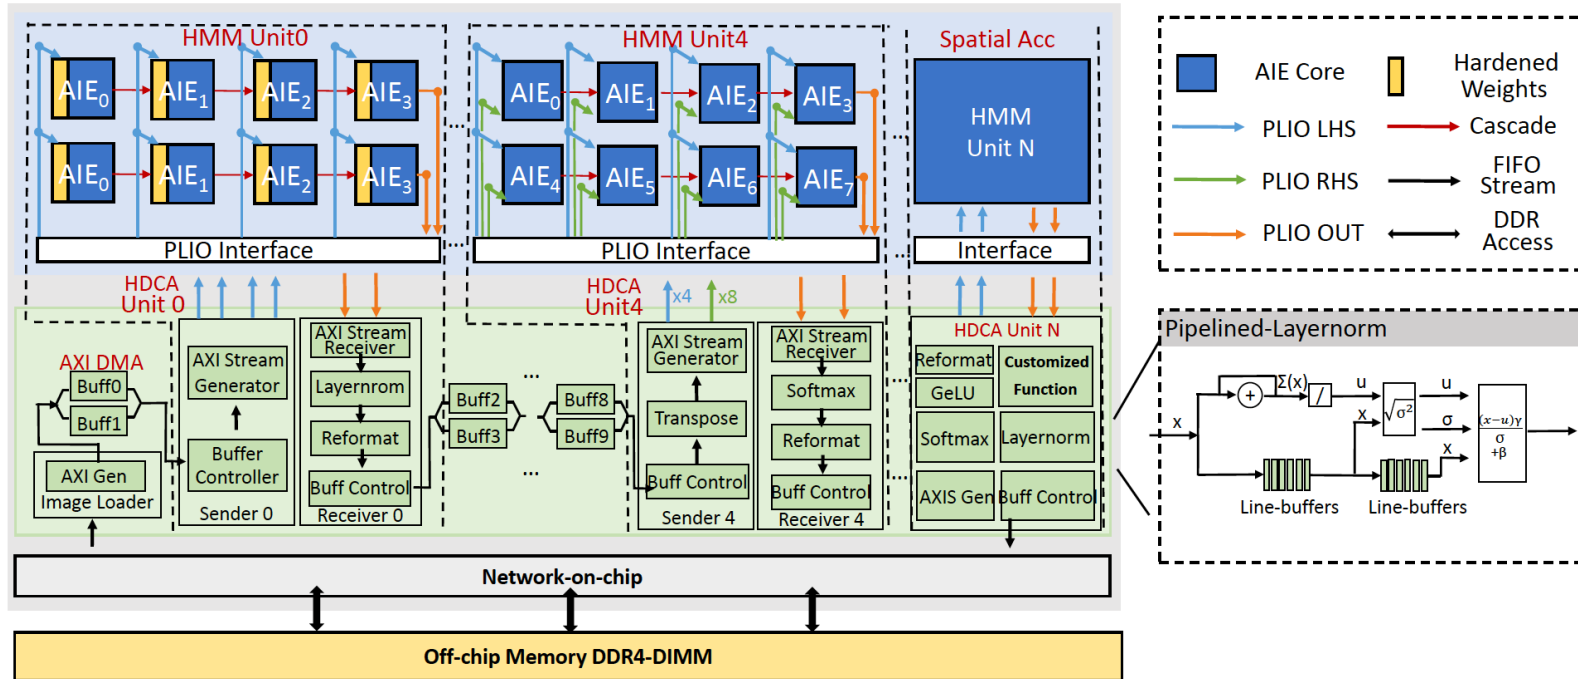 HMM Unit0
AIE0
AIE1
AIE2
AIE3
AIE0
AIE1
AIE2
AIE3
PLIO Interface
...
...
HMM Unit4
AIE0
AIE1
AIE2
AIE3
AIE4
AIE5
AIE6
AIE7
PLIO Interface
...
...
Spatial Acc
HMM
Unit N
Interface
HDCA
Unit 0
AXI DMA
Buff0
Buff1
AXI Gen
Image Loader
AXI Stream
Generator
Buffer
Controller
Sender 0
AXI Stream
Receiver
Layernrom
Reformat
Buff Control
Receiver 0
...
Buff2
Buff3
Buff8
Buff9
...
HDCA
Unit4
x4
x8
AXI Stream
Generator
Transpose
Buff Control
Sender 4
AXI Stream
Receiver
Softmax
Reformat
Buff Control
Receiver 4
...
...
HDCA Unit N
Reformat
GeLU
Customized
Function
Softmax
Layernorm
AXIS Gen
Buff Control
Network-on-chip
Off-chip Memory DDR4-DIMM
AIE Core
Hardened
Weights
PLIO LHS
Cascade
PLIO RHS
FIFO
Stream
PLIO OUT
DDR
Access
Pipelined-Layernorm
x
+
Σ(x)
/
u
x
√σ²
u
σ
x
(x−u)γ
σ
+β
Line-buffers
Line-buffers